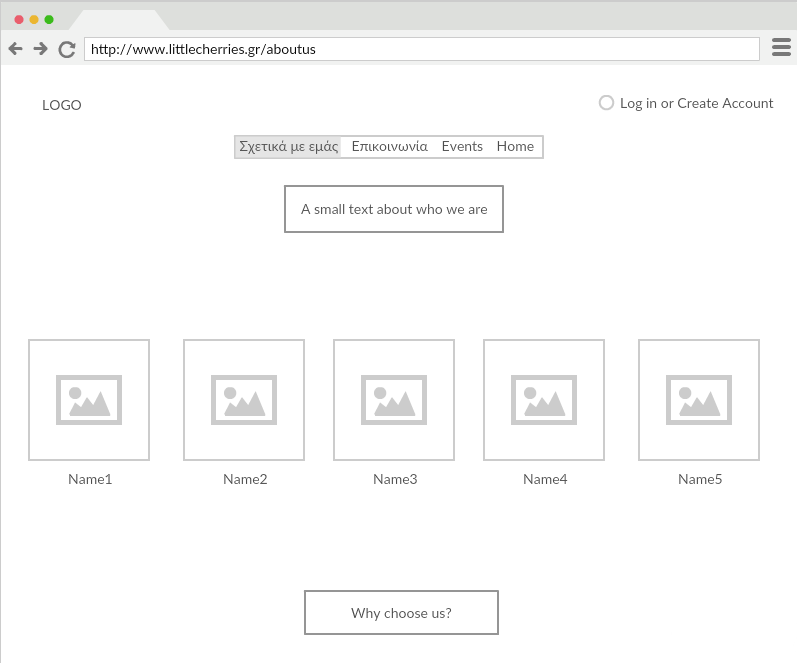 http://www.littlecherries.gr/aboutus
LOGO
Log in or Create Account
Σχετικά με εμάς Επικοινωνία Events Home
A small text about who we are
Name1 Name2 Name3 Name4 Name5
Why choose us?